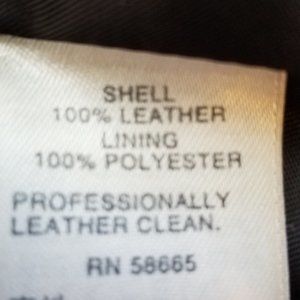 SHELL
100% LEATHER
LINING
100% POLYESTER
PROFESSIONALLY
LEATHER CLEAN.
RN 58665